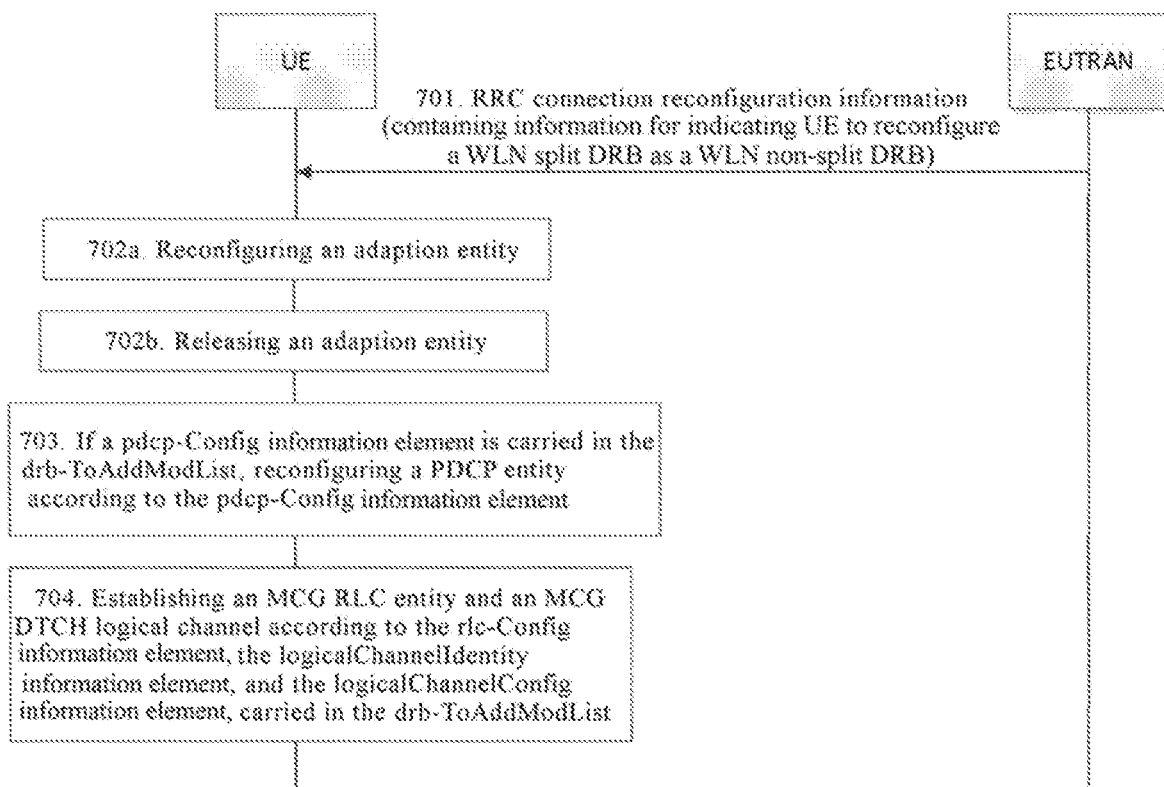 UE
EUTRAN
701. RRC connection reconfiguration information
(containing information for indicating UE to reconfigure
a WLN split DRB as a WLN non-split DRB)
702a. Reconfiguring an adaption entity
702b. Releasing an adaption entity
703. If a pdcp-Config information element is carried in the
drb-ToAddModList, reconfiguring a PDCP entity
according to the pdcp-Config information element
704. Establishing an MCG RLC entity and an MCG
DTCH logical channel according to the rlc-Config
information element, the logicalChannelIdentity
information element, and the logicalChannelConfig
information element, carried in the drb-ToAddModList